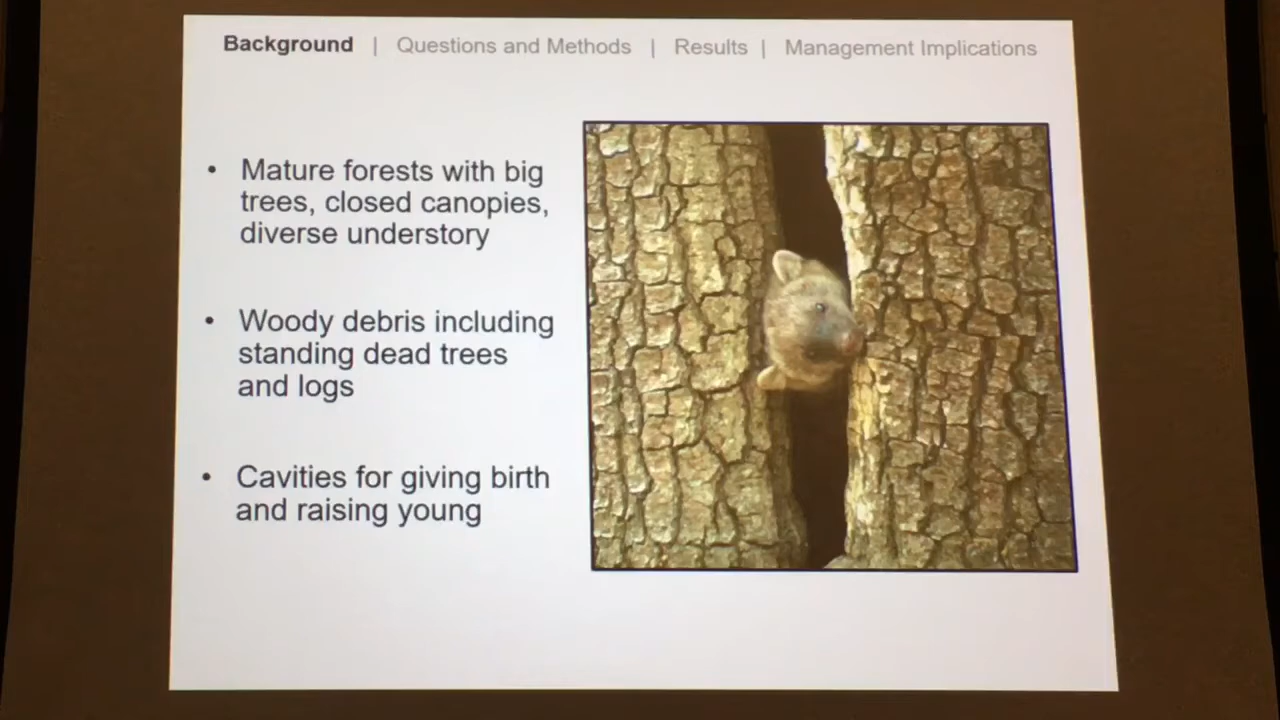 Background | Questions and Methods | Results | Management Implications
• Mature forests with big
trees, closed canopies,
diverse understory
• Woody debris including
standing dead trees
and logs
• Cavities for giving birth
and raising young